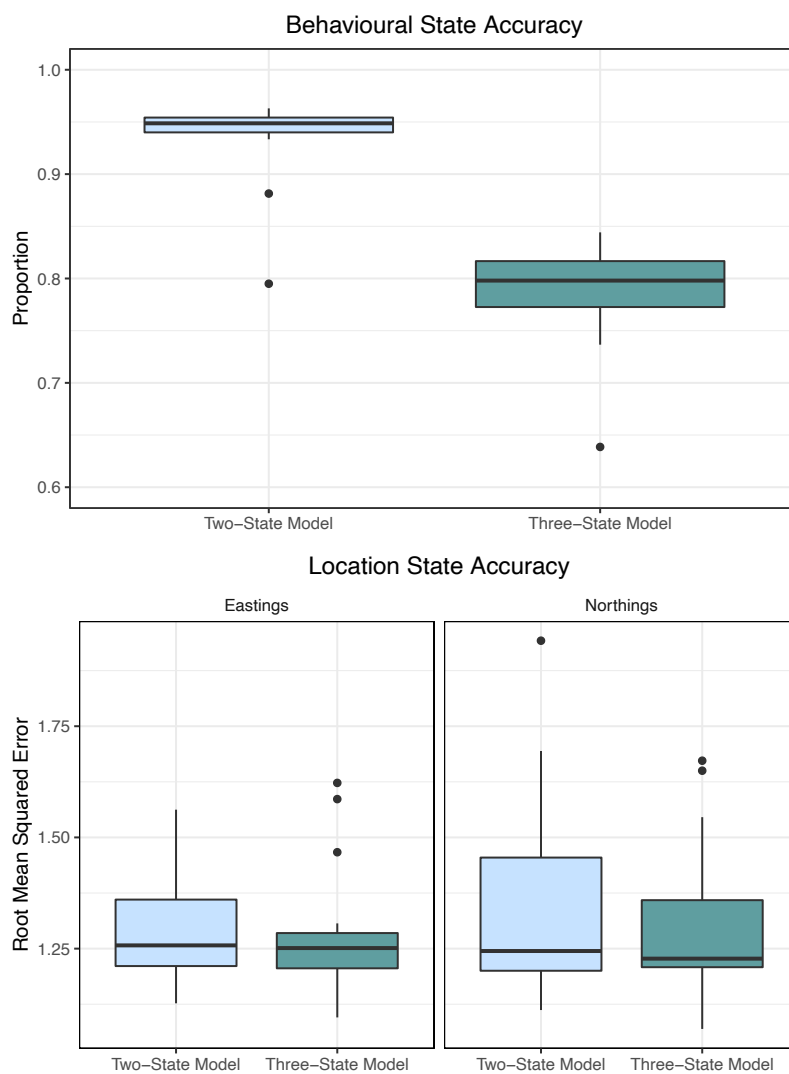 Behavioural State Accuracy
Proportion
1.0
0.9
0.8
0.7
0.6
Two−State Model
Three−State Model
Location State Accuracy
Eastings
Northings
Root Mean Squared Error
1.75
1.50
1.25
Two−State Model
Three−State Model
Two−State Model
Three−State Model